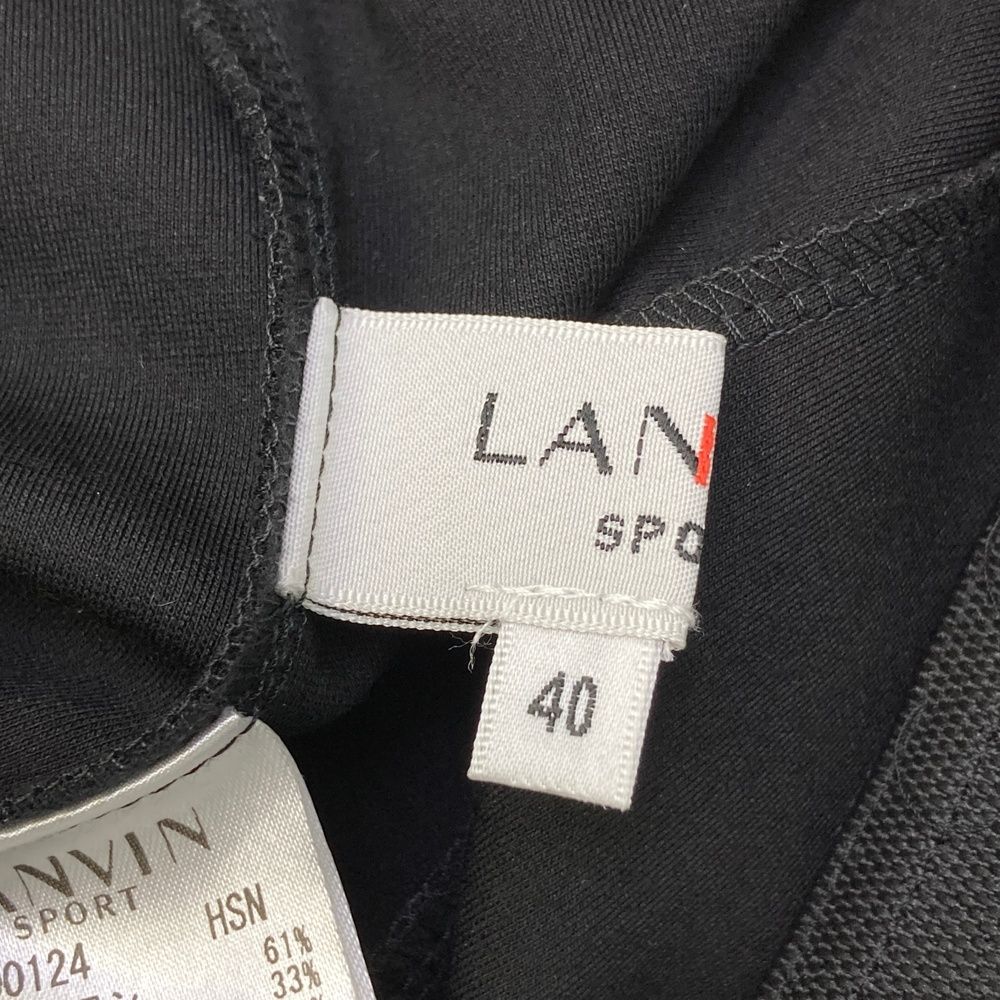 LAN
SPO
40
ANVIN
SPORT
HSN
0124
61%
33%